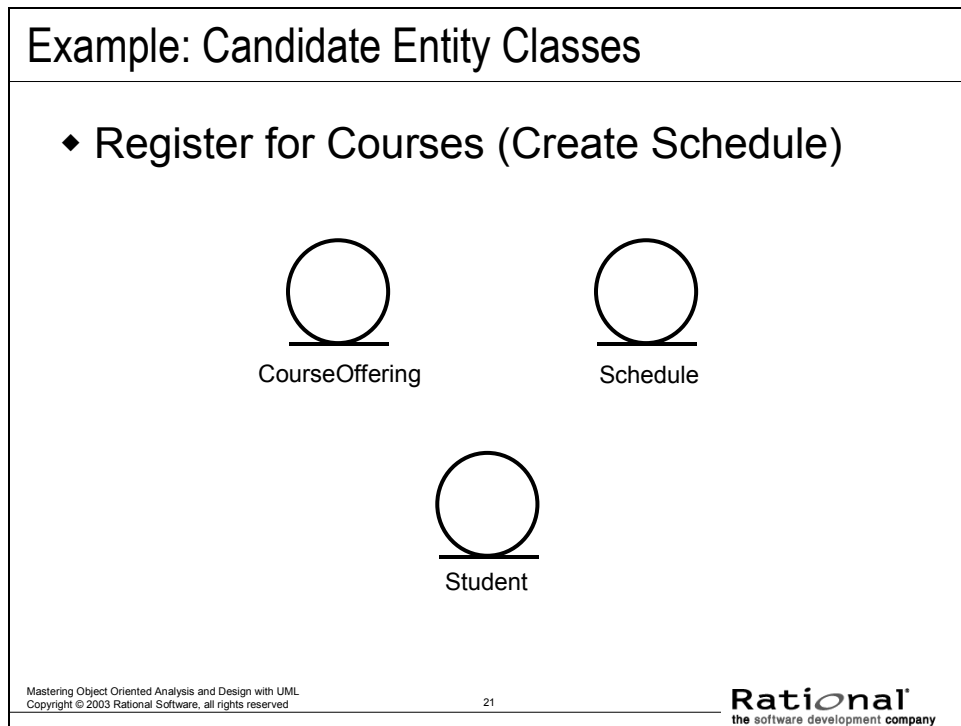 Example: Candidate Entity Classes
◆ Register for Courses (Create Schedule)
CourseOffering
Schedule
Student
Mastering Object Oriented Analysis and Design with UML
Copyright © 2003 Rational Software, all rights reserved
21
Rational
the software development company